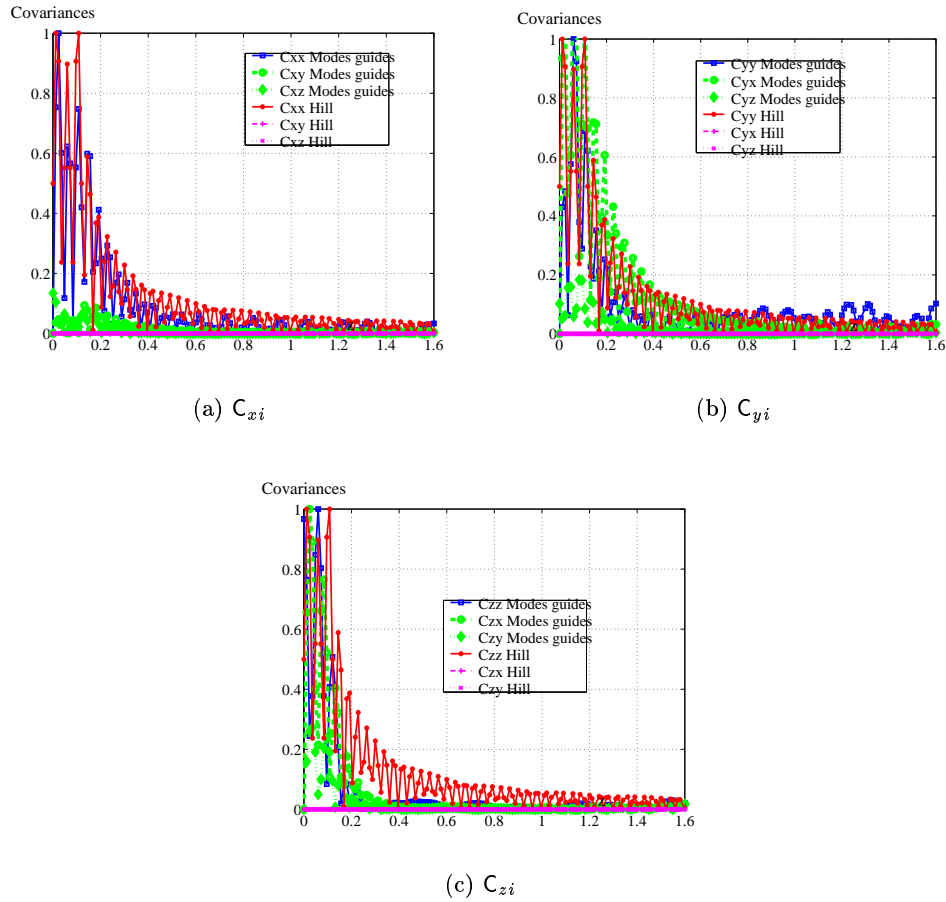 Covariances
1
0.8
0.6
0.4
0.2
0
0 0.2 0.4 0.6 0.8 1 1.2 1.4 1.6
Cxx Modes guides
Cxy Modes guides
Cxz Modes guides
Cxx Hill
Cxy Hill
Cxz Hill
(a) C_{xi}
Covariances
1
0.8
0.6
0.4
0.2
0
0 0.2 0.4 0.6 0.8 1 1.2 1.4 1.6
Cyy Modes guides
Cyx Modes guides
Cyz Modes guides
Cyy Hill
Cyx Hill
Cyz Hill
(b) C_{yi}
Covariances
1
0.8
0.6
0.4
0.2
0
0 0.2 0.4 0.6 0.8 1 1.2 1.4 1.6
Czz Modes guides
Czx Modes guides
Czy Modes guides
Czz Hill
Czx Hill
Czy Hill
(c) C_{zi}